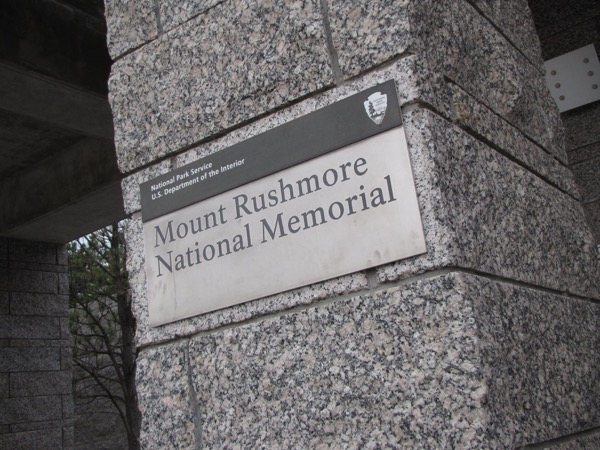 National Park Service
U.S. Department of the Interior
Mount Rushmore
National Memorial